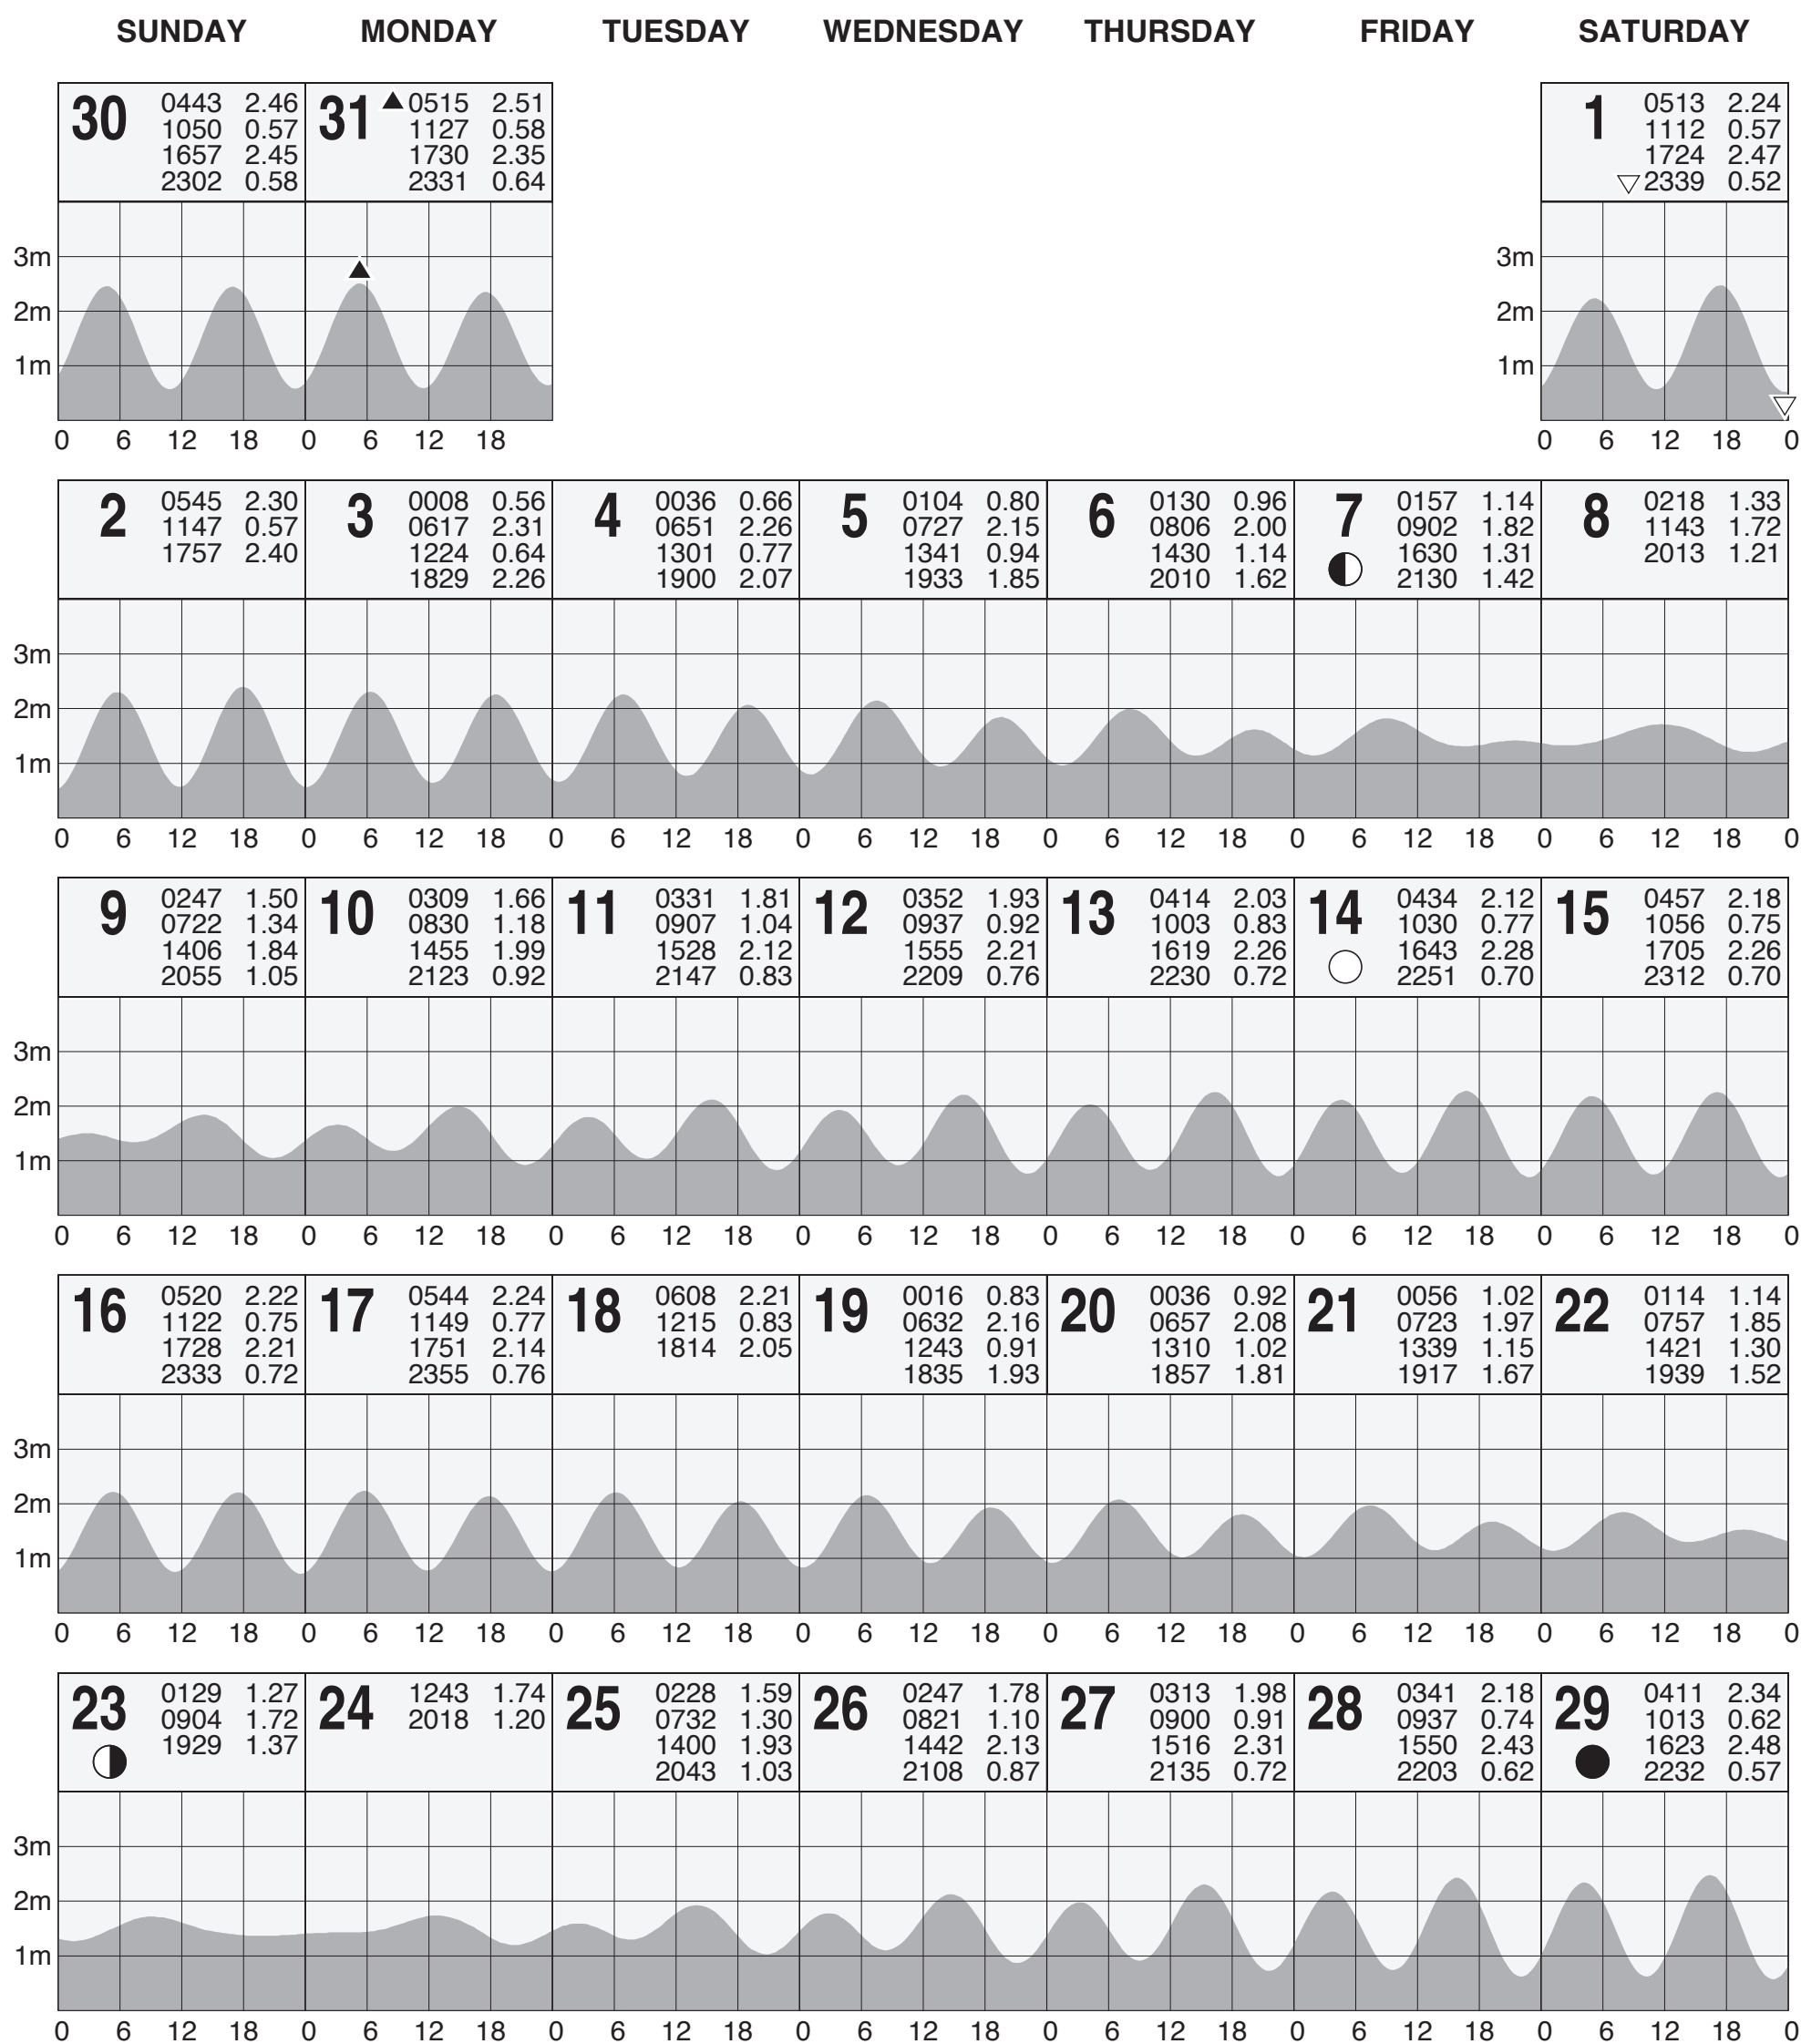 SUNDAY MONDAY TUESDAY WEDNESDAY THURSDAY FRIDAY SATURDAY
30 0443 2.46
1050 0.57
1657 2.45
2302 0.58
31 0515 2.51
1127 0.58
1730 2.35
2331 0.64
1 0513 2.24
1112 0.57
1724 2.47
2339 0.52
3m
2m
1m
3m
2m
1m
0 6 12 18 0 6 12 18
0 6 12 18 0
2 0545 2.30
1147 0.57
1757 2.40
3 0008 0.56
0617 2.31
1224 0.64
1829 2.26
4 0036 0.66
0651 2.26
1301 0.77
1900 2.07
5 0104 0.80
0727 2.15
1341 0.94
1933 1.85
6 0130 0.96
0806 2.00
1430 1.14
2010 1.62
7 0157 1.14
0902 1.82
1630 1.31
2130 1.42
8 0218 1.33
1143 1.72
2013 1.21
3m
2m
1m
0 6 12 18 0 6 12 18 0 6 12 18 0 6 12 18 0 6 12 18 0 6 12 18 0 6 12 18 0
9 0247 1.50
0722 1.34
1406 1.84
2055 1.05
10 0309 1.66
0830 1.18
1455 1.99
2123 0.92
11 0331 1.81
0907 1.04
1528 2.12
2147 0.83
12 0352 1.93
0937 0.92
1555 2.21
2209 0.76
13 0414 2.03
1003 0.83
1619 2.26
2230 0.72
14 0434 2.12
1030 0.77
1643 2.28
2251 0.70
15 0457 2.18
1056 0.75
1705 2.26
2312 0.70
3m
2m
1m
0 6 12 18 0 6 12 18 0 6 12 18 0 6 12 18 0 6 12 18 0 6 12 18 0 6 12 18 0
16 0520 2.22
1122 0.75
1728 2.21
2333 0.72
17 0544 2.24
1149 0.77
1751 2.14
2355 0.76
18 0608 2.21
1215 0.83
1814 2.05
19 0016 0.83
0632 2.16
1243 0.91
1835 1.93
20 0036 0.92
0657 2.08
1310 1.02
1857 1.81
21 0056 1.02
0723 1.97
1339 1.15
1917 1.67
22 0114 1.14
0757 1.85
1421 1.30
1939 1.52
3m
2m
1m
0 6 12 18 0 6 12 18 0 6 12 18 0 6 12 18 0 6 12 18 0 6 12 18 0 6 12 18 0
23 0129 1.27
0904 1.72
1929 1.37
24 1243 1.74
2018 1.20
25 0228 1.59
0732 1.30
1400 1.93
2043 1.03
26 0247 1.78
0821 1.10
1442 2.13
2108 0.87
27 0313 1.98
0900 0.91
1516 2.31
2135 0.72
28 0341 2.18
0937 0.74
1550 2.43
2203 0.62
29 0411 2.34
1013 0.62
1623 2.48
2232 0.57
3m
2m
1m
0 6 12 18 0 6 12 18 0 6 12 18 0 6 12 18 0 6 12 18 0 6 12 18 0 6 12 18 0